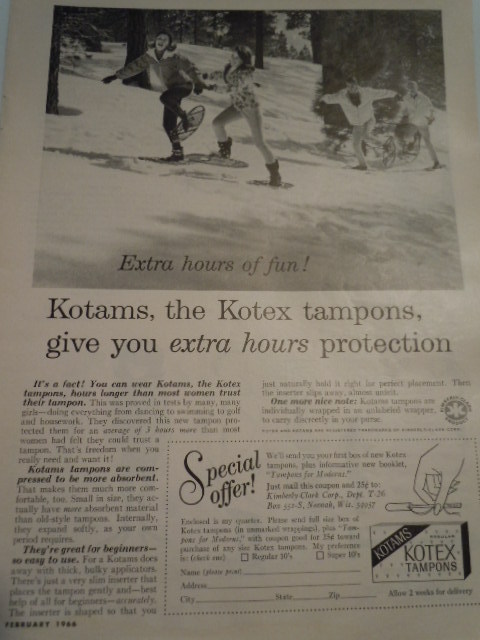 Extra hours of fun!
Kotams, the Kotex tampons,
give you extra hours protection
It's a fact! You can wear Kotams, the Kotex
tampons, hours longer than most women trust
their tampon. This was proved in tests by many, many
girls—doing everything from dancing to swimming to golf
and housework. They discovered this new tampon pro-
tected them for an average of 3 hours more than most
women had felt they could trust a
tampon. That's freedom when you
really need and want it!
Kotams tampons are com-
pressed to be more absorbent.
That makes them much more com-
fortable, too. Small in size, they ac-
tually have more absorbent material
than old-style tampons. Internally,
they expand softly, as your own
period requires.
They're great for beginners—
so easy to use. For a Kotams does
away with thick, bulky applicators.
There's just a very slim inserter that
places the tampon gently and—best
help of all for beginners—accurately.
The inserter is shaped so that you
just naturally hold it right for perfect placement. Then
the inserter slips away, almost unfelt.
One more nice note: Kotams tampons are
individually wrapped in an unlabeled wrapper,
to carry discreetly in your purse.
Special
offer!
We'll send you your first box of new Kotex
tampons, plus informative new booklet,
"Tampons for Moderns."
Just mail this coupon and 25¢ to:
Kimberly-Clark Corp., Dept. T-26
Box 551-S, Neenah, Wis. 54957
Enclosed is my quarter. Please send full size box of
Kotex tampons (in unmarked wrappings), plus "Tam-
pons for Moderns," with coupon good for 25¢ toward
purchase of any size Kotex tampons. My preference
is (check one) Regular 10's Super 10's
Name (please print)
Address
City State Zip
KOTAMS
REGULAR
KOTEX
TAMPONS
Allow 2 weeks for delivery
FEBRUARY 1966